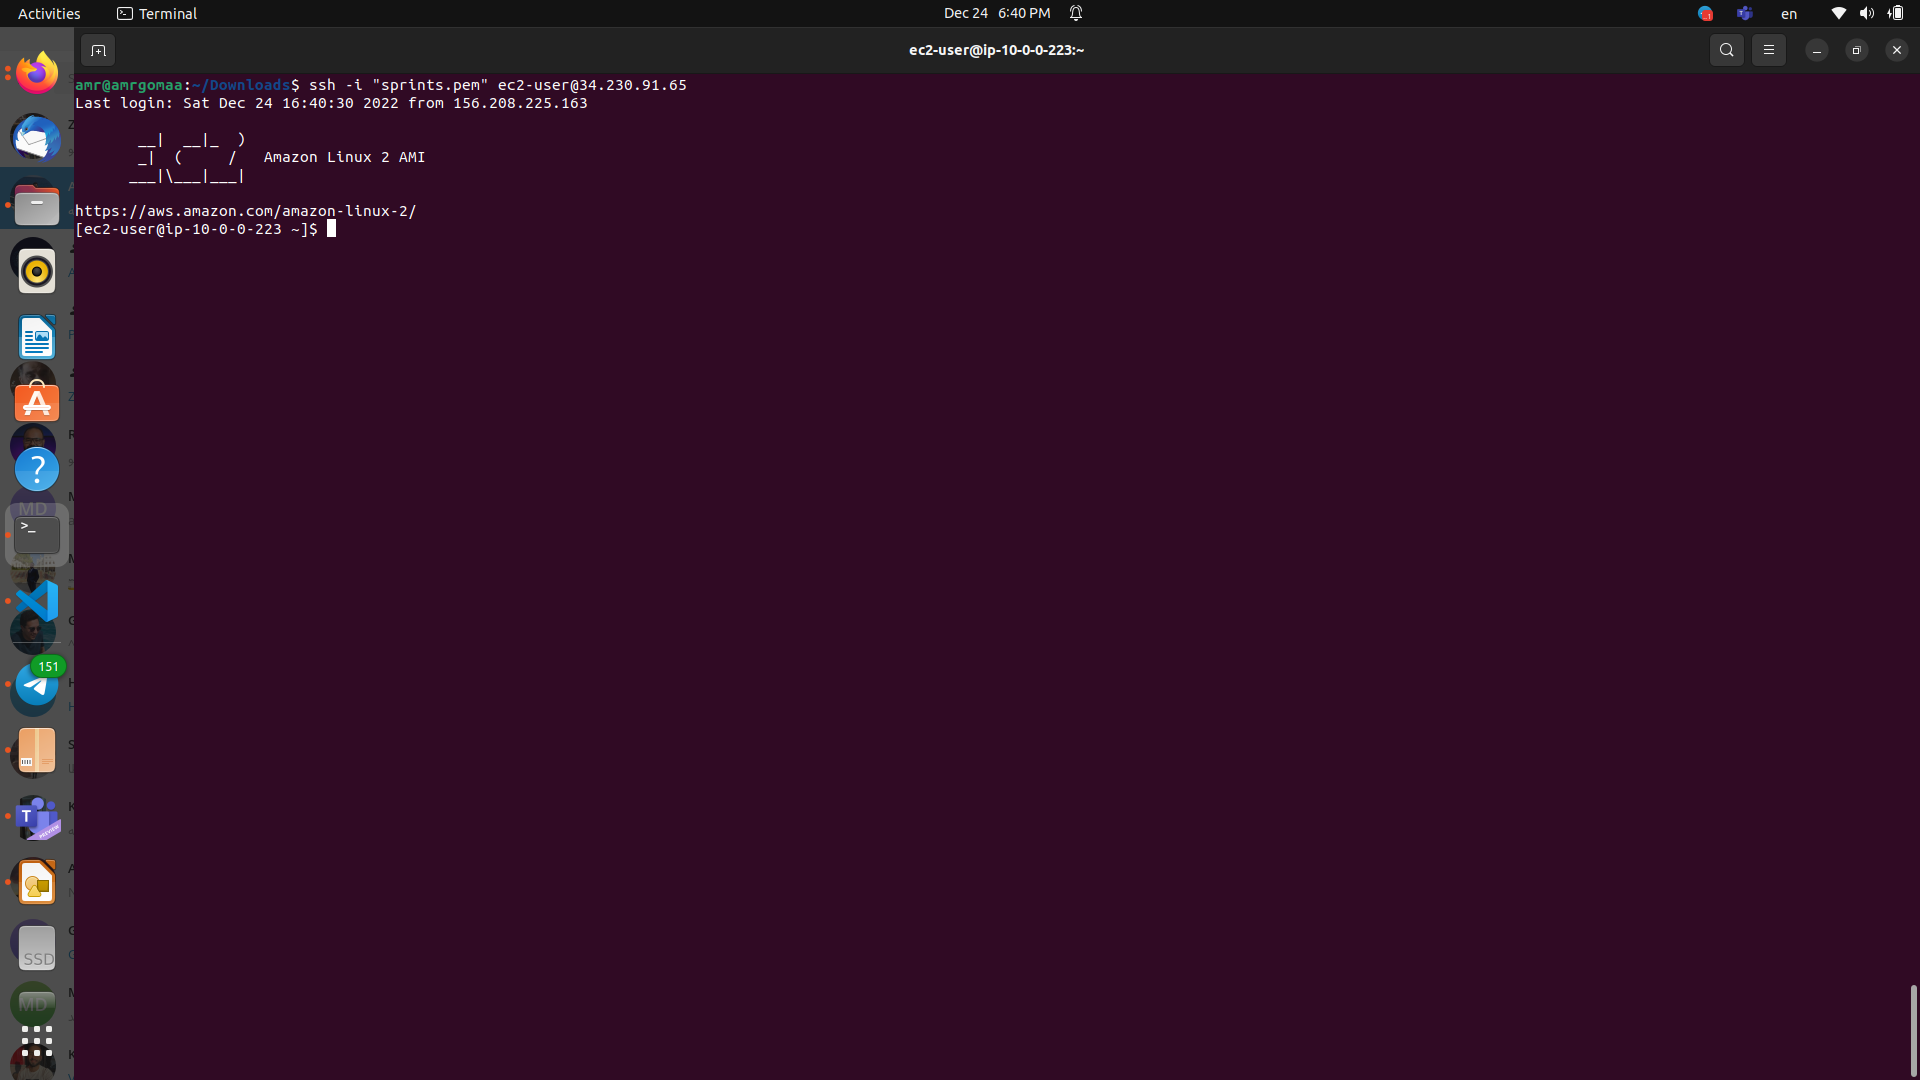 Activities
Terminal
Dec 24 6:40 PM
en
ec2-user@ip-10-0-0-223:~
amr@amrgomaa:~/Downloads$ ssh -i "sprints.pem" ec2-user@34.230.91.65
Last login: Sat Dec 24 16:40:30 2022 from 156.208.225.163
       __|  __|_  )
       _|  (     /   Amazon Linux 2 AMI
      ___|\___|___|
https://aws.amazon.com/amazon-linux-2/
[ec2-user@ip-10-0-0-223 ~]$
?
MD
>_
151
T
PREVIEW
SSD
MD